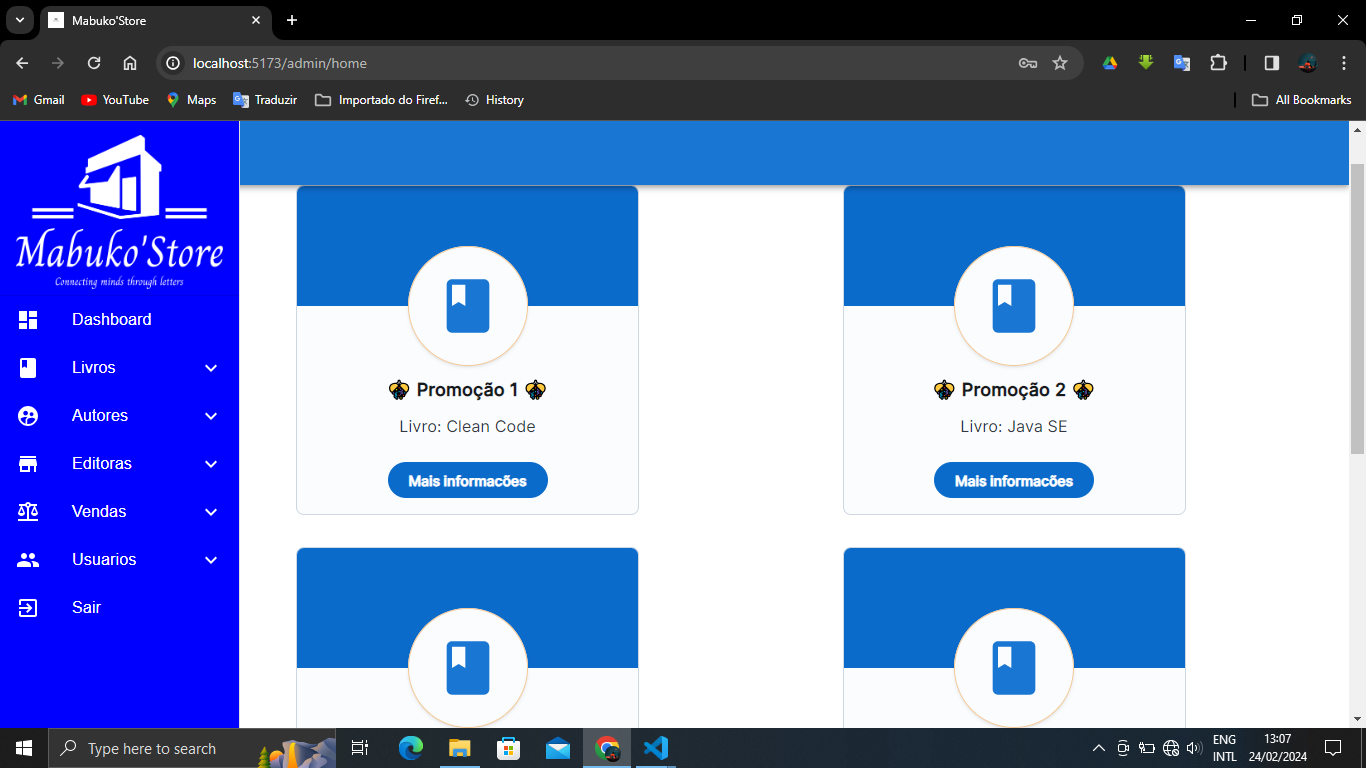 Mabuko'Store
localhost:5173/admin/home
Gmail YouTube Maps Traduzir Importado do Firef... History All Bookmarks
Mabuko'Store
Connecting minds through letters
Dashboard
Livros
Autores
Editoras
Vendas
Usuarios
Sair
Promoção 1
Livro: Clean Code
Mais informacões
Promoção 2
Livro: Java SE
Mais informacões
Type here to search
ENG
INTL
13:07
24/02/2024